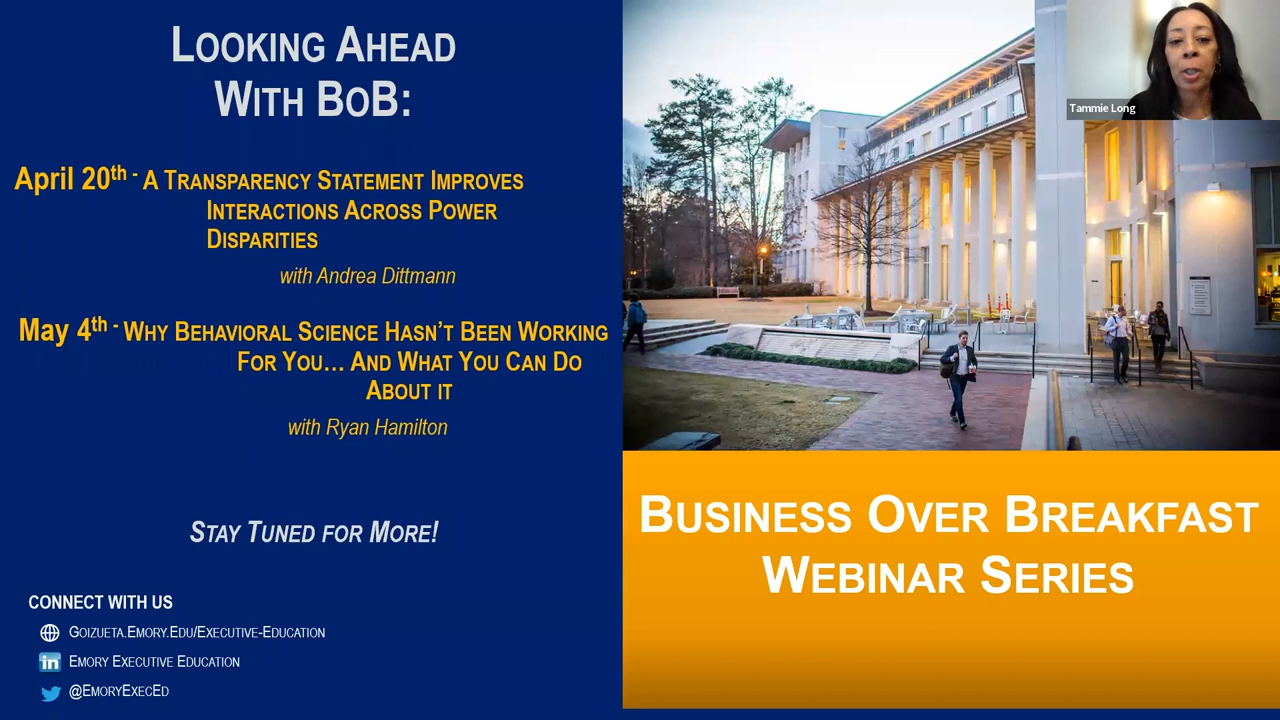 Looking Ahead
With BoB:
April 20th - A Transparency Statement Improves
Interactions Across Power
Disparities
with Andrea Dittmann
May 4th - Why Behavioral Science Hasn't Been Working
For You... And What You Can Do
About it
with Ryan Hamilton
Stay Tuned for More!
CONNECT WITH US
Goizueta.Emory.Edu/Executive-Education
in
Emory Executive Education
@EmoryExecEd
Tammie Long
Business Over Breakfast
Webinar Series